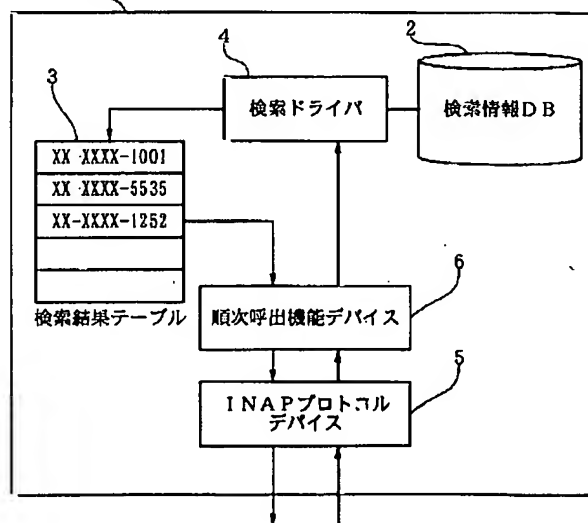 4
2
検索ドライバ
検索情報DB
3
XX XXXX-1001
XX XXXX-5535
XX-XXXX-1252
検索結果テーブル
6
順次呼出機能デバイス
5
INAPプロトコル
デバイス